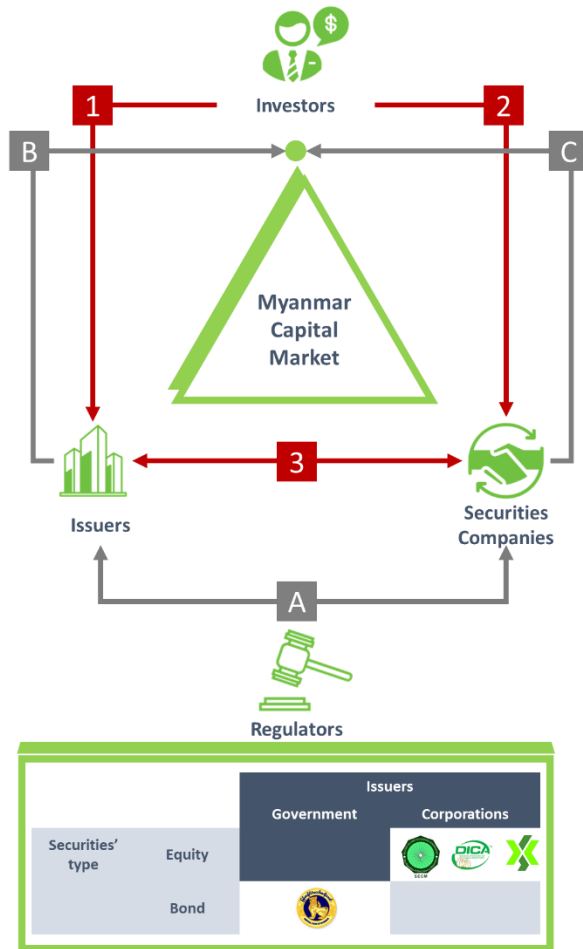 $
1
2
Investors
B
C
Myanmar
Capital
Market
3
Issuers
Securities
Companies
A
Regulators
Issuers
Government
Corporations
Securities'
type
Equity
SECM
DICA
Bond